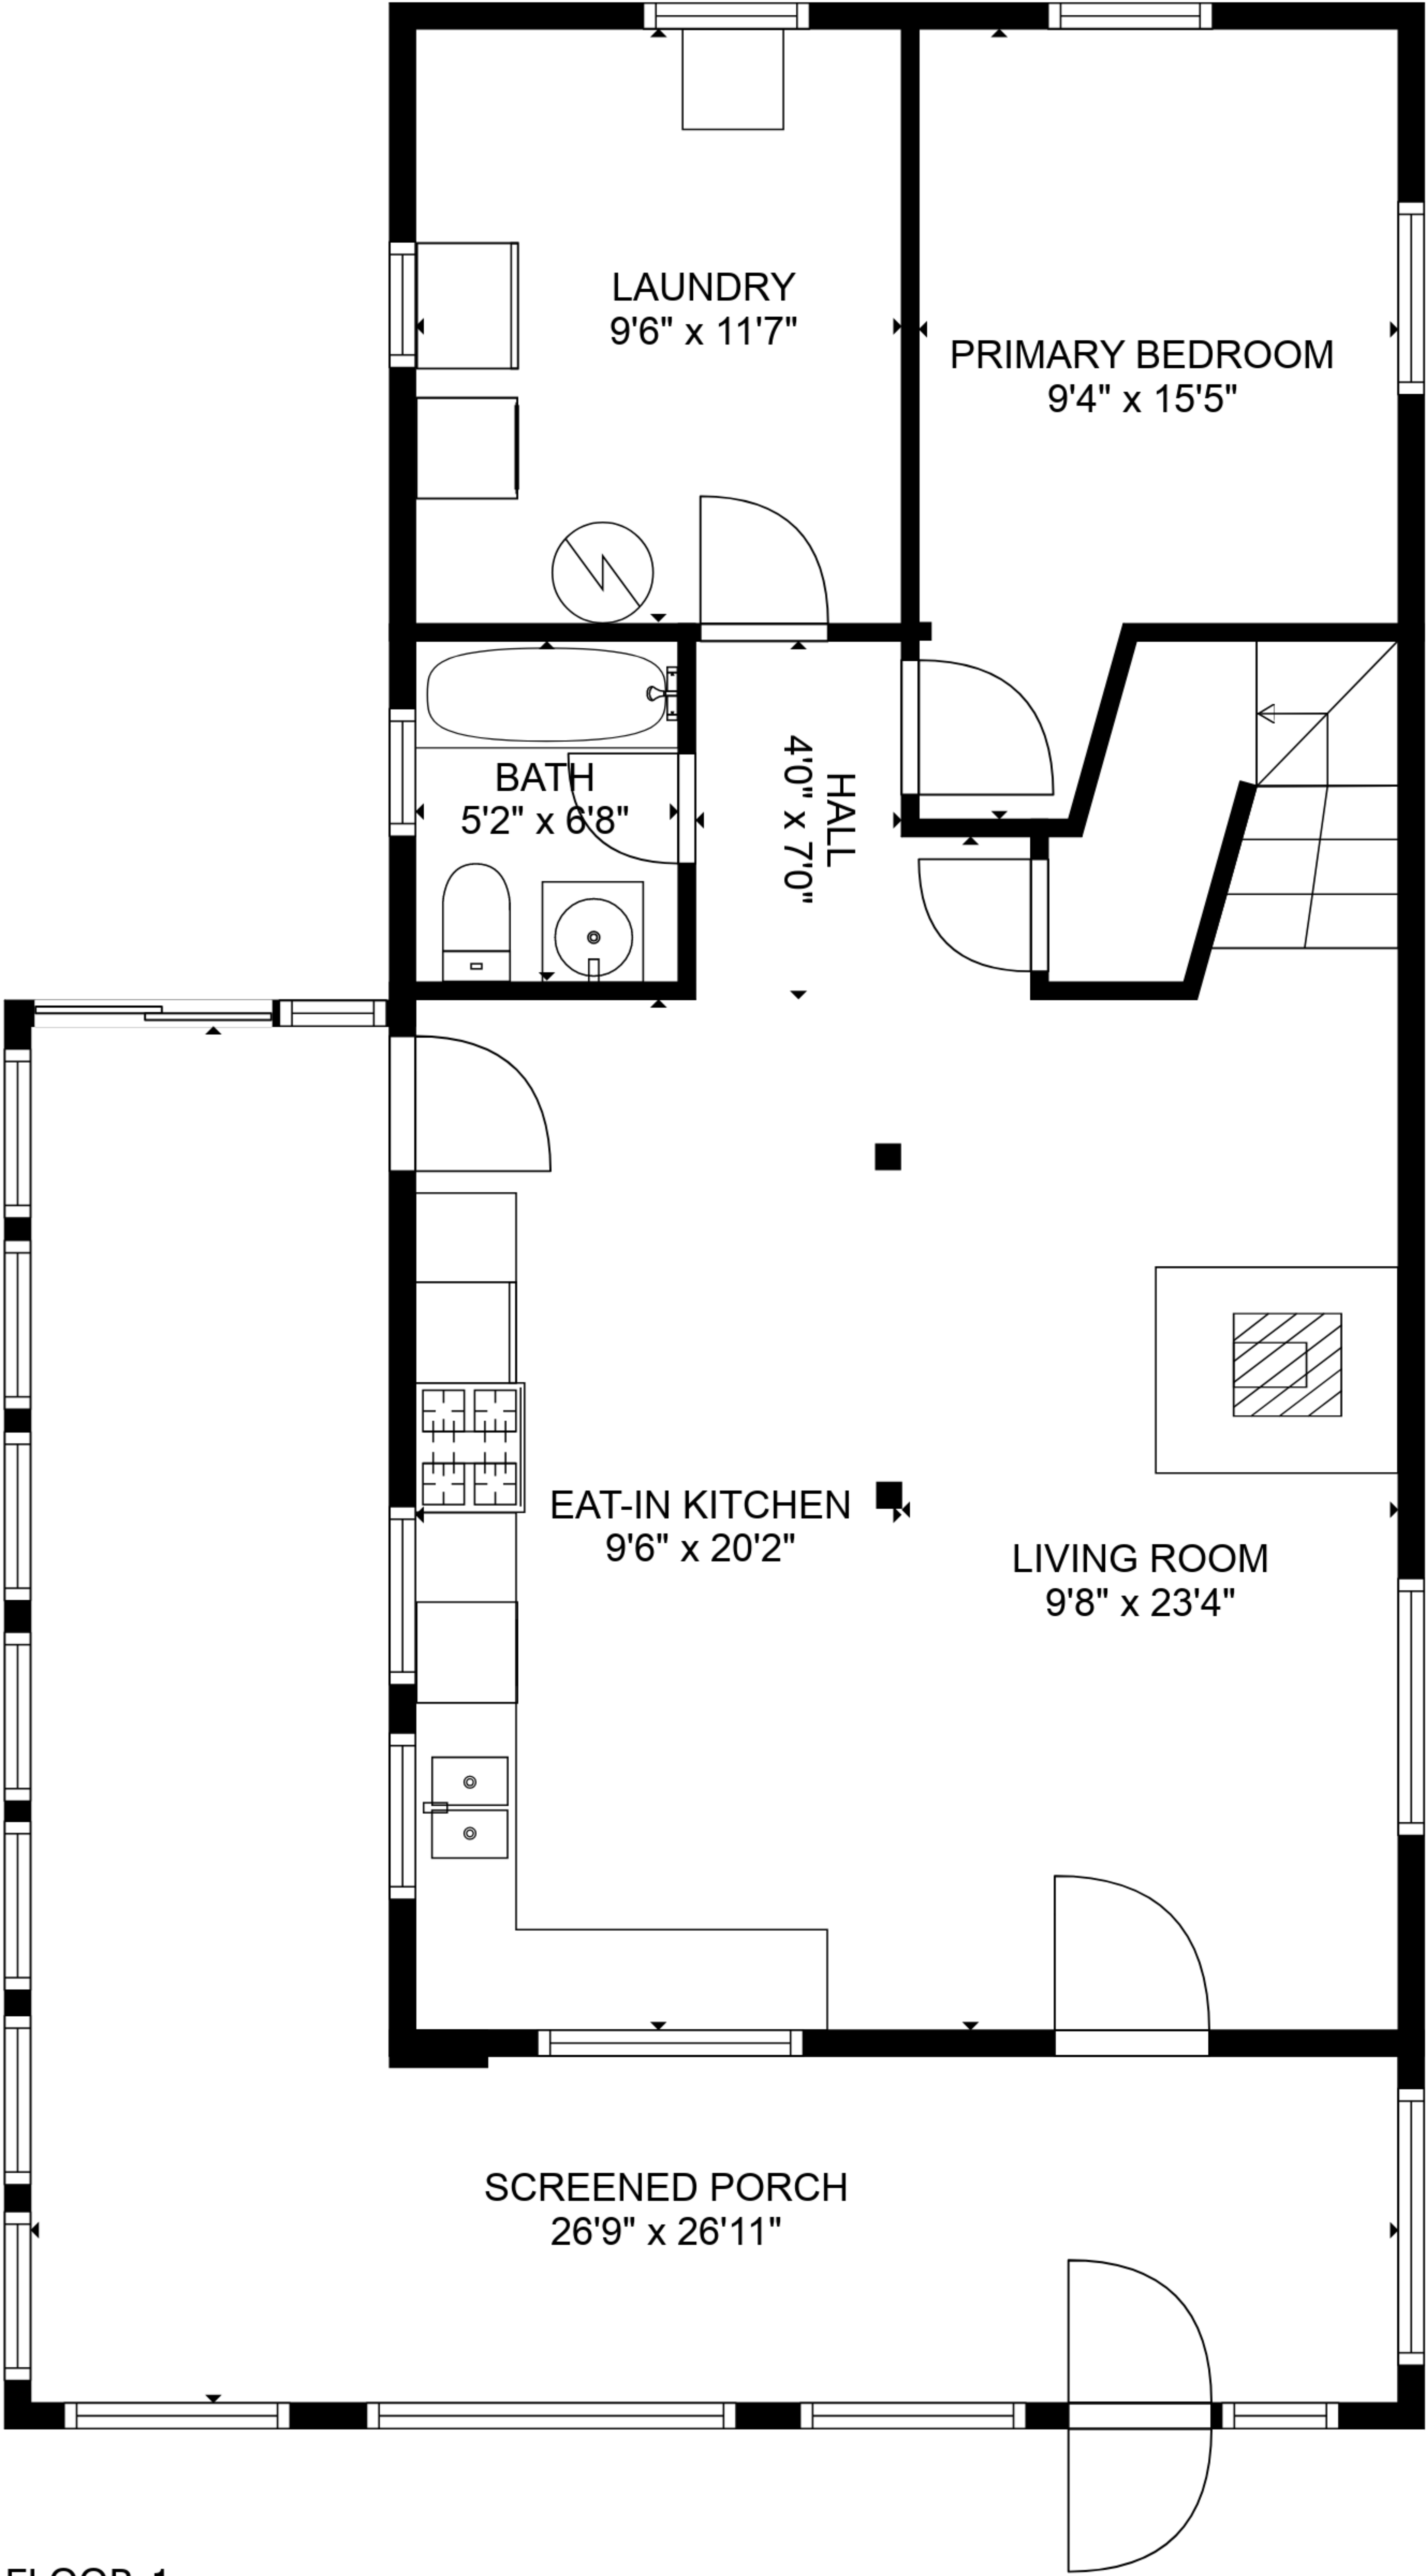 LAUNDRY
9'6" x 11'7"
PRIMARY BEDROOM
9'4" x 15'5"
BATH
5'2" x 6'8"
HALL
4'0" x 7'0"
EAT-IN KITCHEN
9'6" x 20'2"
LIVING ROOM
9'8" x 23'4"
SCREENED PORCH
26'9" x 26'11"
FLOOR 1